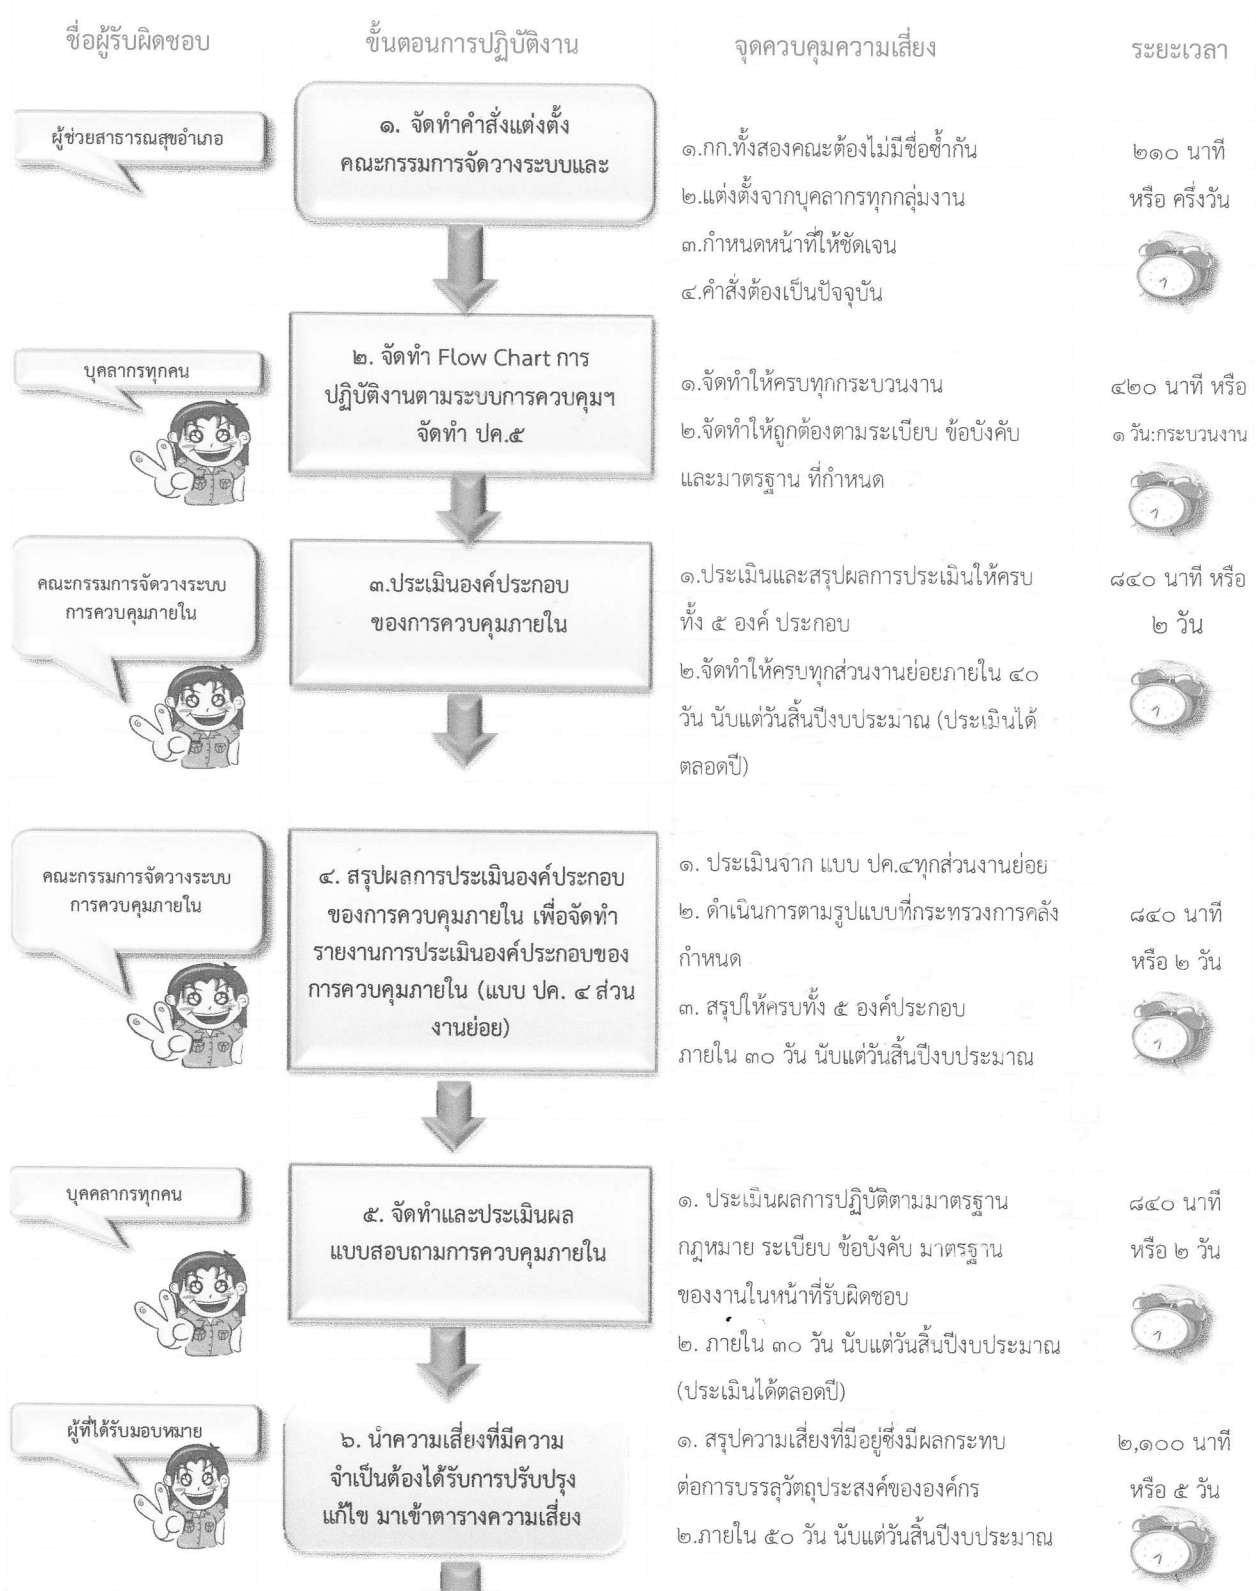 ชื่อผู้รับผิดชอบ
ขั้นตอนการปฏิบัติงาน
จุดควบคุมความเสี่ยง
ระยะเวลา
ผู้ช่วยสาธารณสุขอำเภอ
๑. จัดทำคำสั่งแต่งตั้ง
คณะกรรมการจัดวางระบบและ
๑.กก.ทั้งสองคณะต้องไม่มีชื่อซ้ำกัน
๒.แต่งตั้งจากบุคลากรทุกกลุ่มงาน
๓.กำหนดหน้าที่ให้ชัดเจน
๔.คำสั่งต้องเป็นปัจจุบัน
๒๑๐ นาที
หรือ ครึ่งวัน
บุคลากรทุกคน
๒. จัดทำ Flow Chart การ
ปฏิบัติงานตามระบบการควบคุมฯ
จัดทำ ปค.๕
๑.จัดทำให้ครบทุกกระบวนงาน
๒.จัดทำให้ถูกต้องตามระเบียบ ข้อบังคับ
และมาตรฐาน ที่กำหนด
๔๒๐ นาที หรือ
๑ วัน:กระบวนงาน
คณะกรรมการจัดวางระบบ
การควบคุมภายใน
๓.ประเมินองค์ประกอบ
ของการควบคุมภายใน
๑.ประเมินและสรุปผลการประเมินให้ครบ
ทั้ง ๕ องค์ ประกอบ
๒.จัดทำให้ครบทุกส่วนงานย่อยภายใน ๔๐
วัน นับแต่วันสิ้นปีงบประมาณ (ประเมินได้
ตลอดปี)
๘๔๐ นาที หรือ
๒ วัน
คณะกรรมการจัดวางระบบ
การควบคุมภายใน
๔. สรุปผลการประเมินองค์ประกอบ
ของการควบคุมภายใน เพื่อจัดทำ
รายงานการประเมินองค์ประกอบของ
การควบคุมภายใน (แบบ ปค. ๔ ส่วน
งานย่อย)
๑. ประเมินจาก แบบ ปค.๔ทุกส่วนงานย่อย
๒. ดำเนินการตามรูปแบบที่กระทรวงการคลัง
กำหนด
๓. สรุปให้ครบทั้ง ๕ องค์ประกอบ
ภายใน ๓๐ วัน นับแต่วันสิ้นปีงบประมาณ
๘๔๐ นาที
หรือ ๒ วัน
บุคคลากรทุกคน
๕. จัดทำและประเมินผล
แบบสอบถามการควบคุมภายใน
๑. ประเมินผลการปฏิบัติตามมาตรฐาน
กฎหมาย ระเบียบ ข้อบังคับ มาตรฐาน
ของงานในหน้าที่รับผิดชอบ
๒. ภายใน ๓๐ วัน นับแต่วันสิ้นปีงบประมาณ
(ประเมินได้ตลอดปี)
๘๔๐ นาที
หรือ ๒ วัน
ผู้ที่ได้รับมอบหมาย
๖. นำความเสี่ยงที่มีความ
จำเป็นต้องได้รับการปรับปรุง
แก้ไข มาเข้าตารางความเสี่ยง
๑. สรุปความเสี่ยงที่มีอยู่ซึ่งมีผลกระทบ
ต่อการบรรลุวัตถุประสงค์ขององค์กร
๒.ภายใน ๕๐ วัน นับแต่วันสิ้นปีงบประมาณ
๒,๑๐๐ นาที
หรือ ๕ วัน